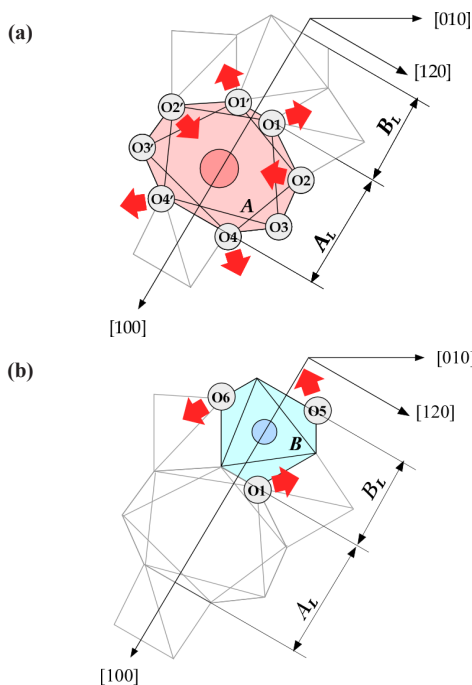 (a)
[010]
[120]
O2′
O1′
O1
B_L
O3′
O2
O4′
A
O3
A_L
O4
[100]
(b)
[010]
O6
O5
[120]
B
O1
B_L
A_L
[100]